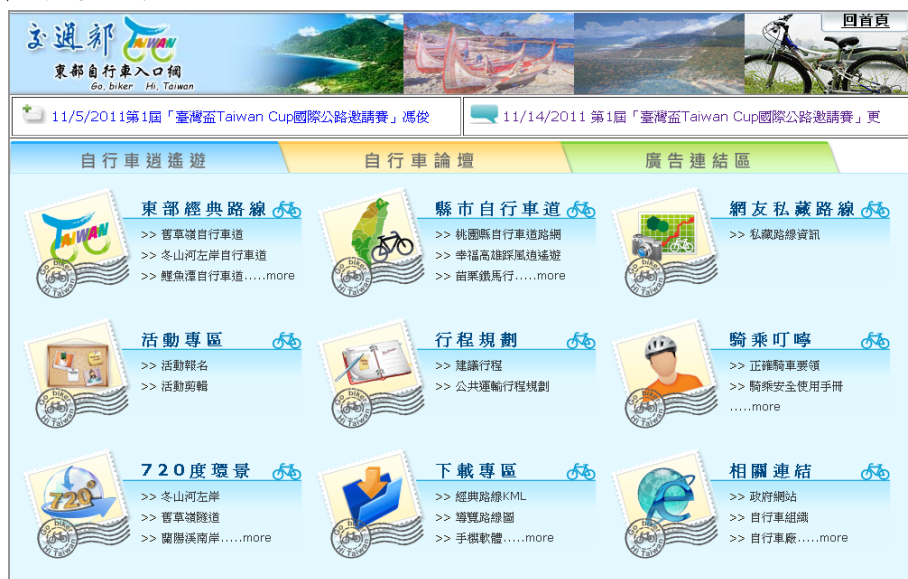 回首頁
交通部 TAIWAN
東部自行車入口網
Go, biker Hi, Taiwan
11/5/2011第1屆「臺灣盃Taiwan Cup國際公路邀請賽」馮俊
11/14/2011 第1屆「臺灣盃Taiwan Cup國際公路邀請賽」更
自行車逍遙遊
自行車論壇
廣告連結區
東部經典路線
>> 舊草嶺自行車道
>> 冬山河左岸自行車道
>> 鯉魚潭自行車道.....more
縣市自行車道
>> 桃園縣自行車道路網
>> 幸福高雄踩風逍遙遊
>> 苗栗鐵馬行.....more
網友私藏路線
>> 私藏路線資訊
活動專區
>> 活動報名
>> 活動剪輯
行程規劃
>> 建議行程
>> 公共運輸行程規劃
騎乘叮嚀
>> 正確騎車要領
>> 騎乘安全使用手冊
.....more
720度環景
>> 冬山河左岸
>> 舊草嶺隧道
>> 蘭陽溪南岸.....more
下載專區
>> 經典路線KML
>> 導覽路線圖
>> 手機軟體.....more
相關連結
>> 政府網站
>> 自行車組織
>> 自行車廠.....more